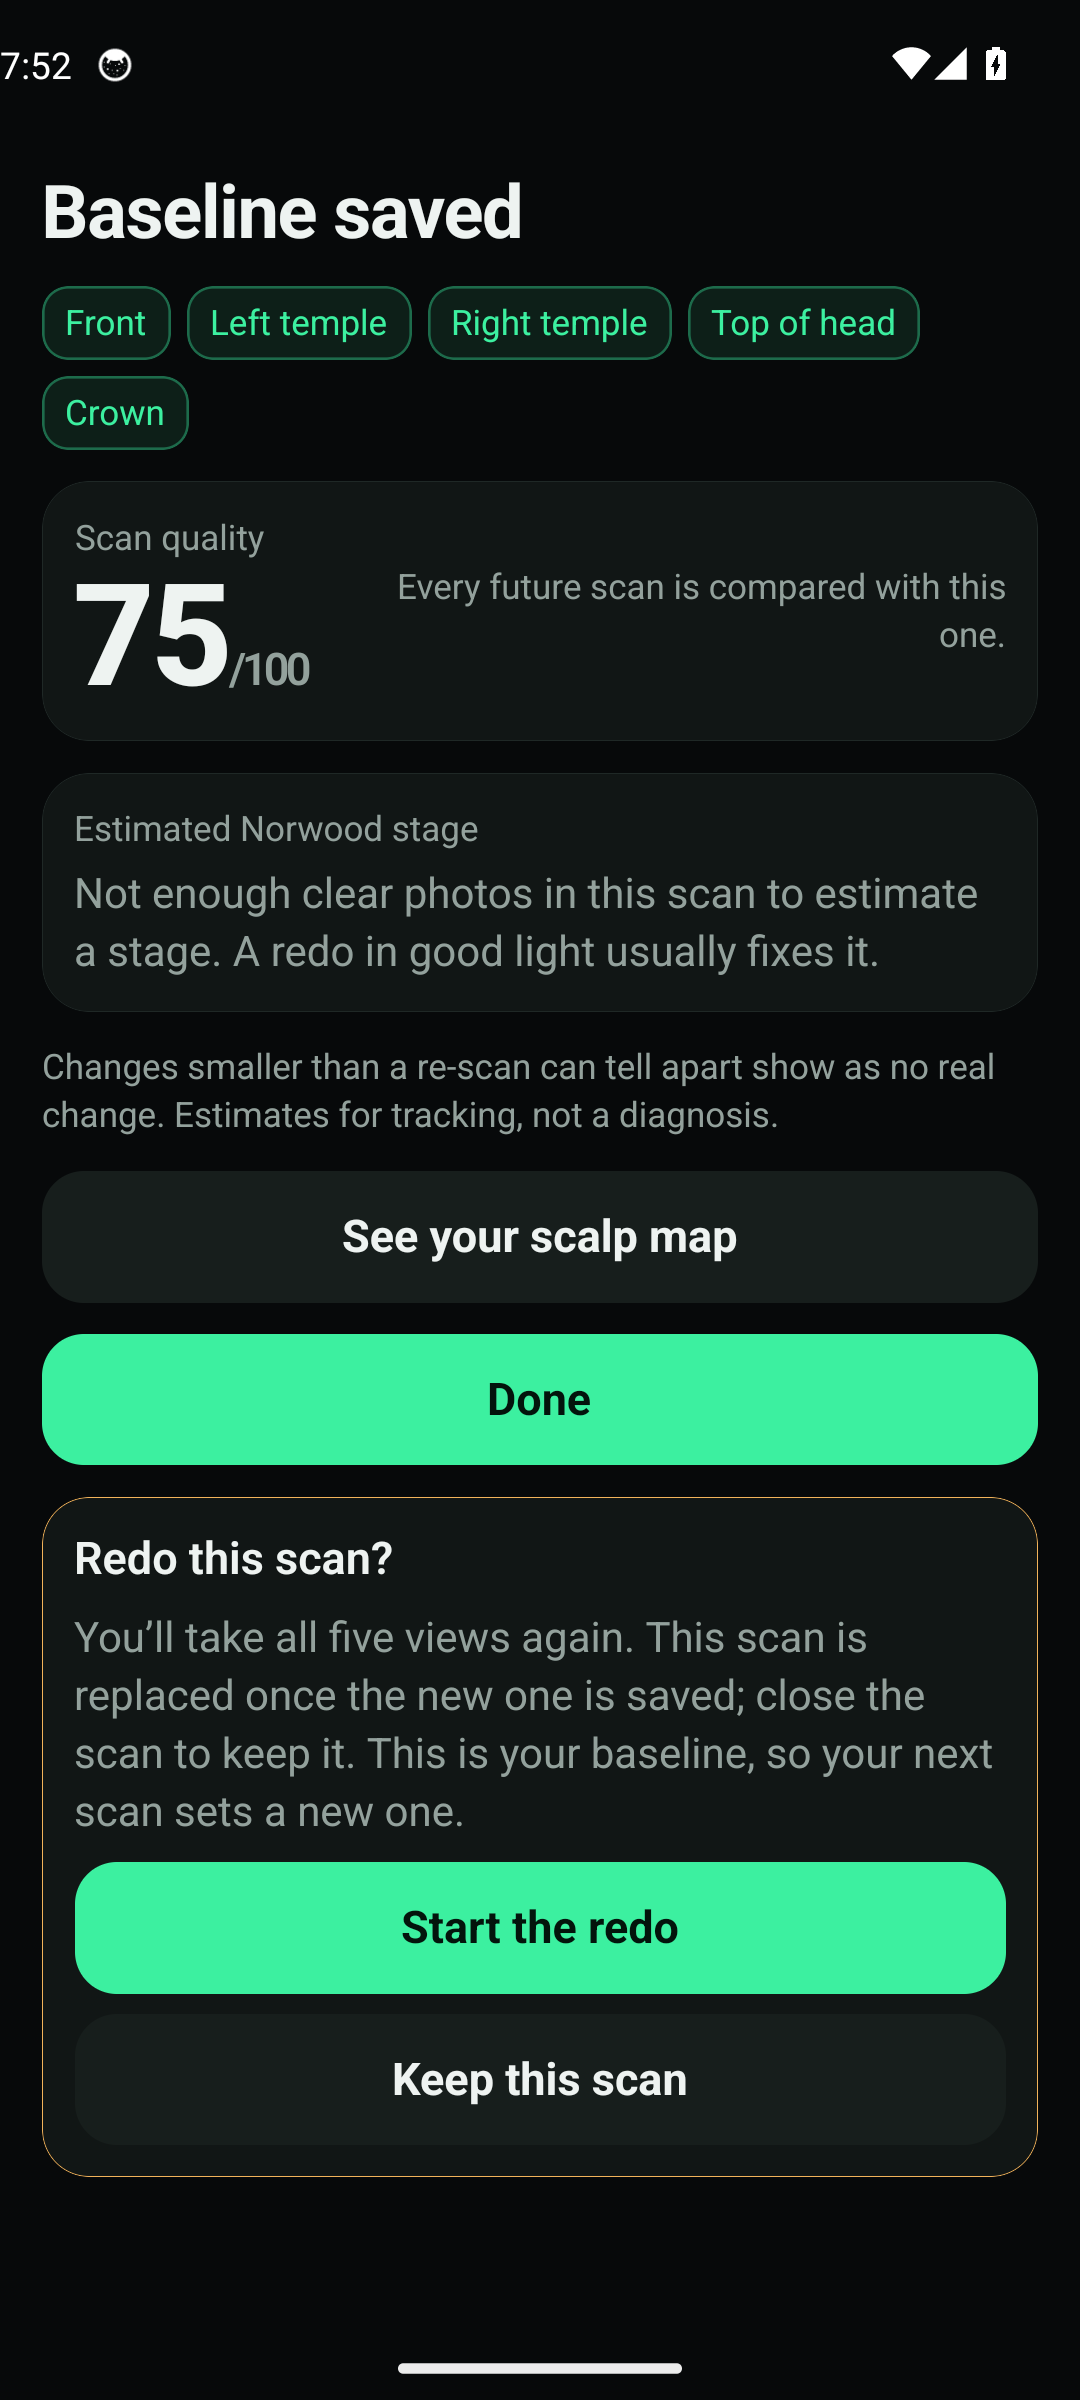 7:52
Baseline saved
Front
Left temple
Right temple
Top of head
Crown
Scan quality
75/100
Every future scan is compared with this
one.
Estimated Norwood stage
Not enough clear photos in this scan to estimate
a stage. A redo in good light usually fixes it.
Changes smaller than a re-scan can tell apart show as no real
change. Estimates for tracking, not a diagnosis.
See your scalp map
Done
Redo this scan?
You’ll take all five views again. This scan is
replaced once the new one is saved; close the
scan to keep it. This is your baseline, so your next
scan sets a new one.
Start the redo
Keep this scan